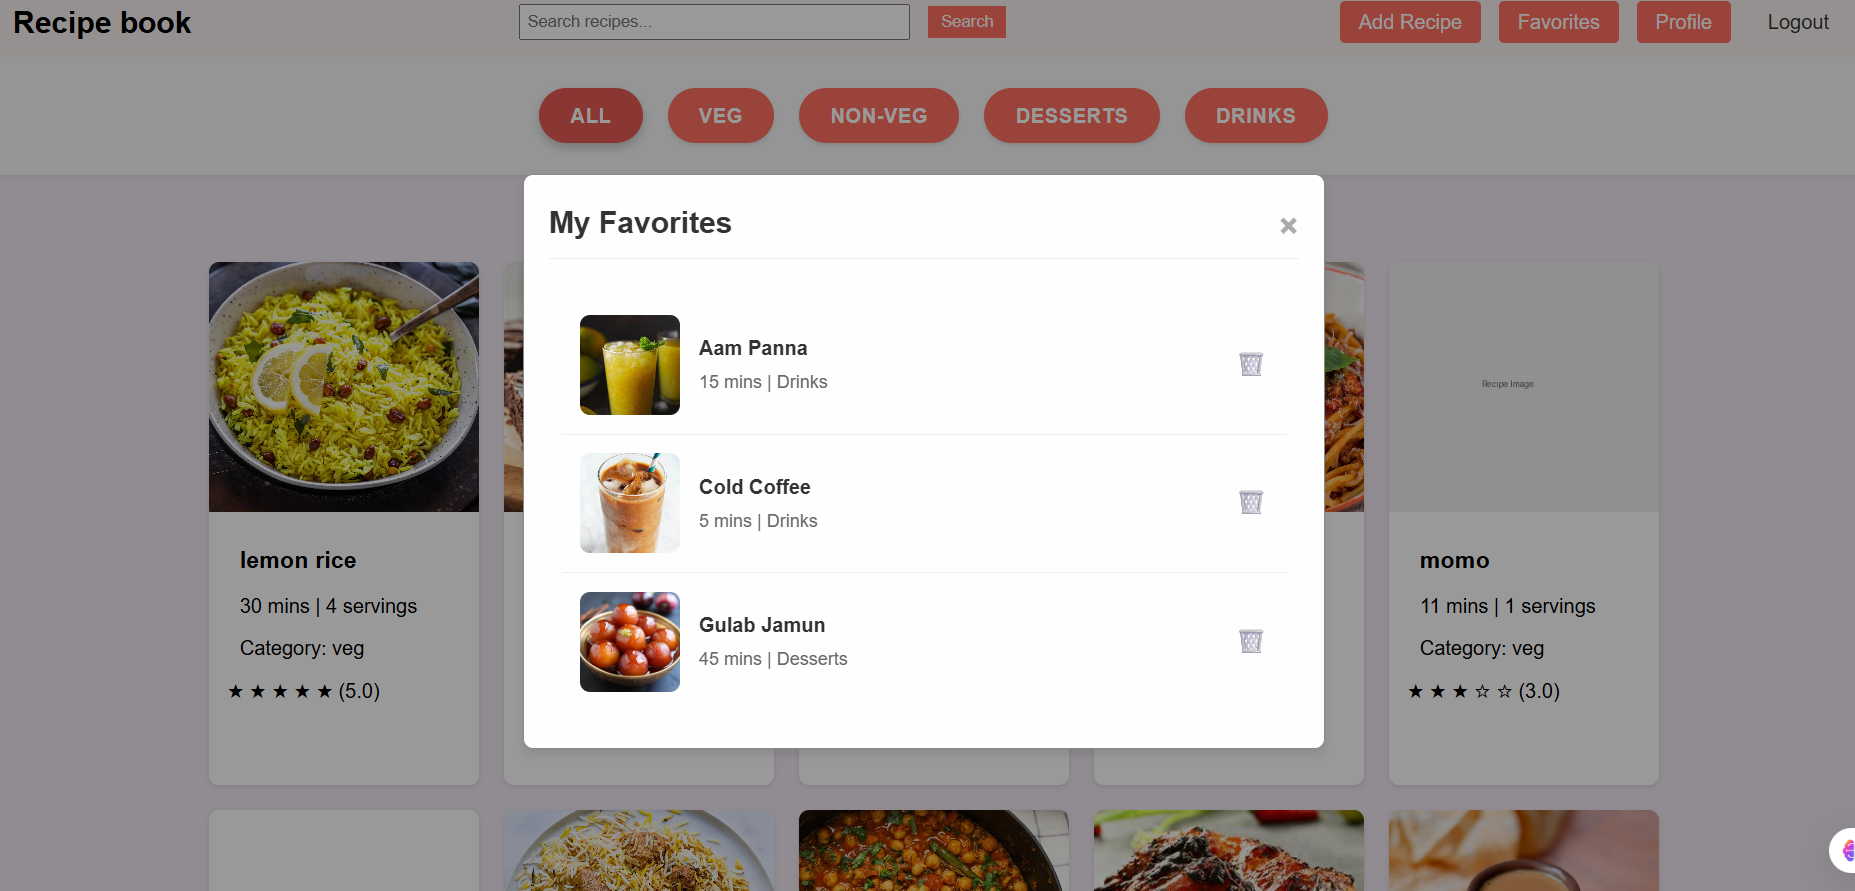 Recipe book
Search recipes...
Search
Add Recipe
Favorites
Profile
Logout
ALL
VEG
NON-VEG
DESSERTS
DRINKS
My Favorites
×
Aam Panna
15 mins | Drinks
Cold Coffee
5 mins | Drinks
Gulab Jamun
45 mins | Desserts
lemon rice
30 mins | 4 servings
Category: veg
★ ★ ★ ★ ★ (5.0)
Recipe Image
momo
11 mins | 1 servings
Category: veg
★ ★ ★ ☆ ☆ (3.0)